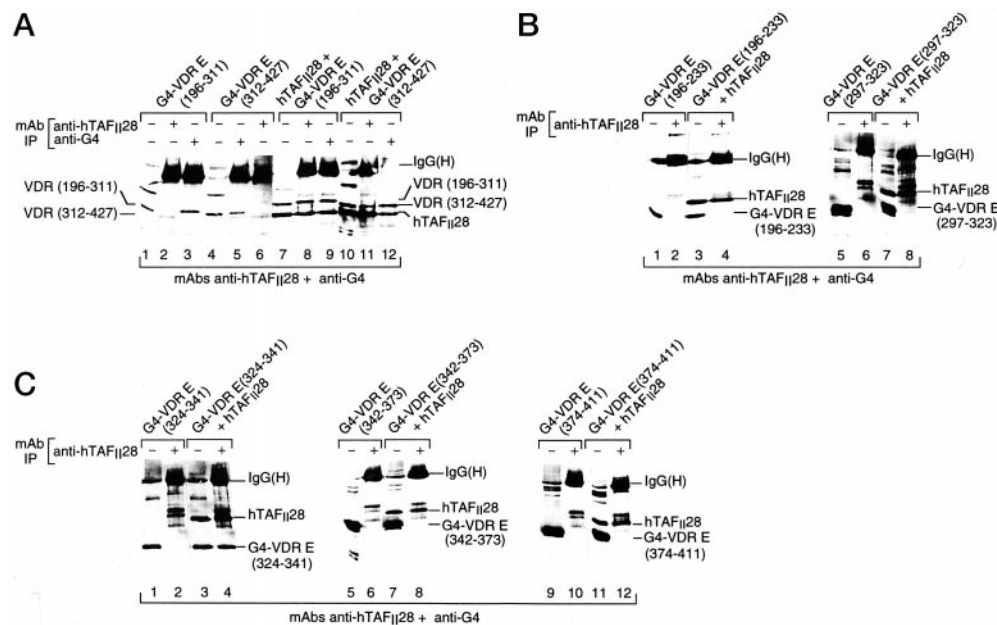 A
G4-VDR E
(196-311)
G4-VDR E
(312-427)
hTAFII28 +
G4-VDR E
(196-311)
hTAFII28 +
G4-VDR E
(312-427)
mAb IP
anti-hTAFII28 – + – – – + – + – – + –
anti-G4 – – + – + – – – + – – +
IgG(H)
VDR (196-311)
VDR (312-427)
VDR (196-311)
VDR (312-427)
hTAFII28
1 2 3 4 5 6 7 8 9 10 11 12
mAbs anti-hTAFII28 + anti-G4
B
G4-VDR E
(196-233)
G4-VDR E(196-233)
+ hTAFII28
G4-VDR E
(297-323)
G4-VDR E(297-323)
+ hTAFII28
mAb IP
anti-hTAFII28 – + – + – + – +
IgG(H)
hTAFII28
G4-VDR E
(196-233)
IgG(H)
hTAFII28
G4-VDR E
(297-323)
1 2 3 4 5 6 7 8
mAbs anti-hTAFII28 + anti-G4
C
G4-VDR E
(324-341)
G4-VDR E(324-341)
+ hTAFII28
G4-VDR E
(342-373)
G4-VDR E(342-373)
+ hTAFII28
G4-VDR E
(374-411)
G4-VDR E(374-411)
+ hTAFII28
mAb IP
anti-hTAFII28 – + – + – + – + – + – +
IgG(H)
hTAFII28
G4-VDR E
(324-341)
IgG(H)
hTAFII28
G4-VDR E
(342-373)
IgG(H)
hTAFII28
G4-VDR E
(374-411)
1 2 3 4 5 6 7 8 9 10 11 12
mAbs anti-hTAFII28 + anti-G4